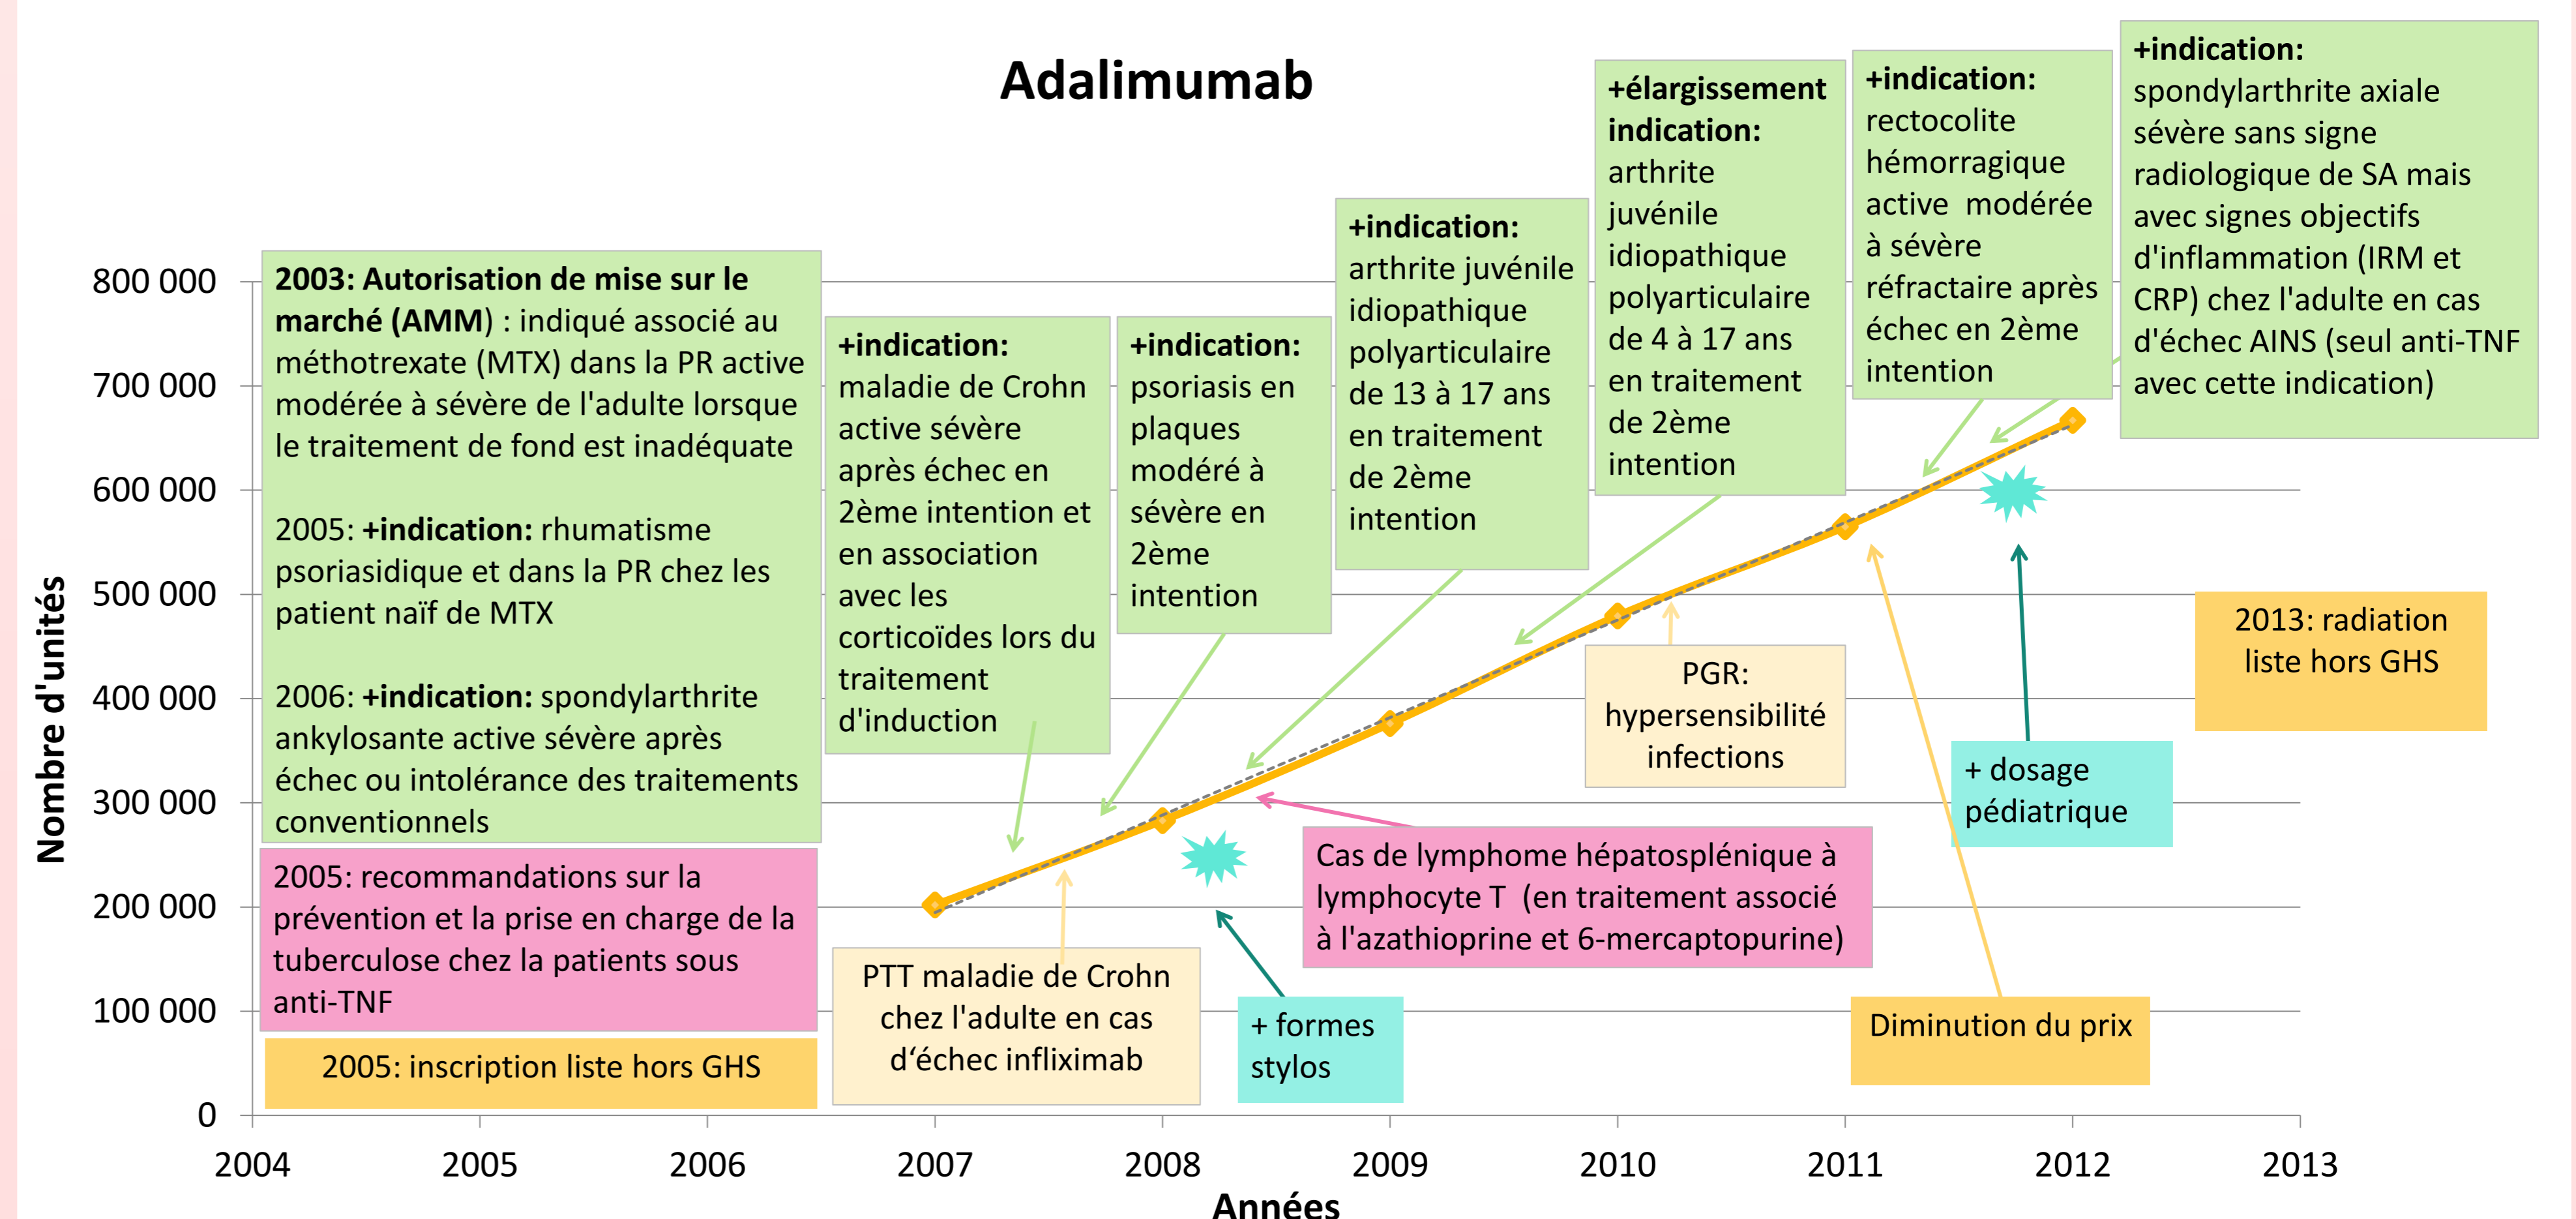 Adalimumab
Nombre d'unités
800 000
700 000
600 000
500 000
400 000
300 000
200 000
100 000
0
2003: Autorisation de mise sur le
marché (AMM) : indiqué associé au
méthotrexate (MTX) dans la PR active
modérée à sévère de l'adulte lorsque
le traitement de fond est inadéquate
2005: +indication: rhumatisme
psoriasidique et dans la PR chez les
patient naïf de MTX
2006: +indication: spondylarthrite
ankylosante active sévère après
échec ou intolérance des traitements
conventionnels
2005: recommandations sur la
prévention et la prise en charge de la
tuberculose chez la patients sous
anti-TNF
2005: inscription liste hors GHS
+indication:
maladie de Crohn
active sévère
après échec en
2ème intention et
en association
avec les
corticoïdes lors du
traitement
d'induction
+indication:
psoriasis en
plaques
modéré à
sévère en
2ème
intention
+indication:
arthrite juvénile
idiopathique
polyarticulaire
de 13 à 17 ans
en traitement
de 2ème
intention
+élargissement
indication:
arthrite
juvénile
idiopathique
polyarticulaire
de 4 à 17 ans
en traitement
de 2ème
intention
+indication:
rectocolite
hémorragique
active  modérée
à sévère
réfractaire après
échec en 2ème
intention
+indication:
spondylarthrite axiale
sévère sans signe
radiologique de SA mais
avec signes objectifs
d'inflammation (IRM et
CRP) chez l'adulte en cas
d'échec AINS (seul anti-TNF
avec cette indication)
PTT maladie de Crohn
chez l'adulte en cas
d‘échec infliximab
+ formes
stylos
Cas de lymphome hépatosplénique à
lymphocyte T  (en traitement associé
à l'azathioprine et 6-mercaptopurine)
PGR:
hypersensibilité
infections
+ dosage
pédiatrique
Diminution du prix
2013: radiation
liste hors GHS
2004
2005
2006
2007
2008
2009
2010
2011
2012
2013
Années